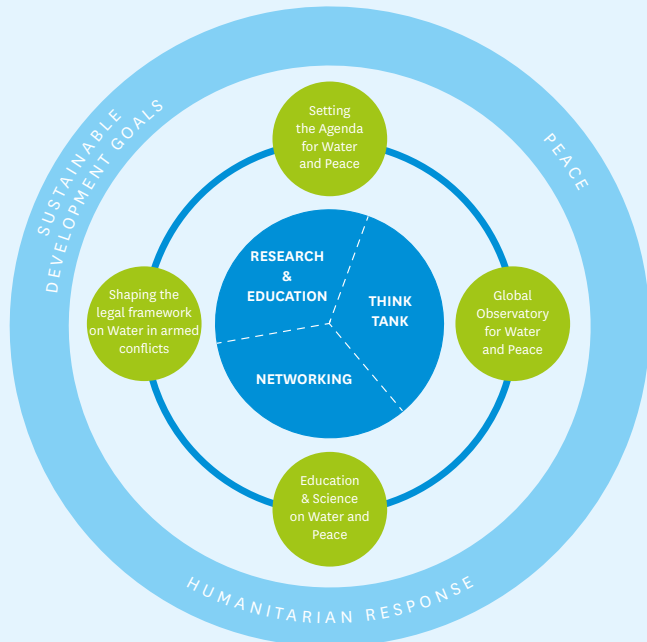 SUSTAINABLE
DEVELOPMENT GOALS
PEACE
Setting
the Agenda
for Water
and Peace
RESEARCH
&
EDUCATION
THINK
TANK
NETWORKING
Shaping the
legal framework
on Water in armed
conflicts
Global
Observatory
for Water
and Peace
Education
& Science
on Water and
Peace
HUMANITARIAN RESPONSE